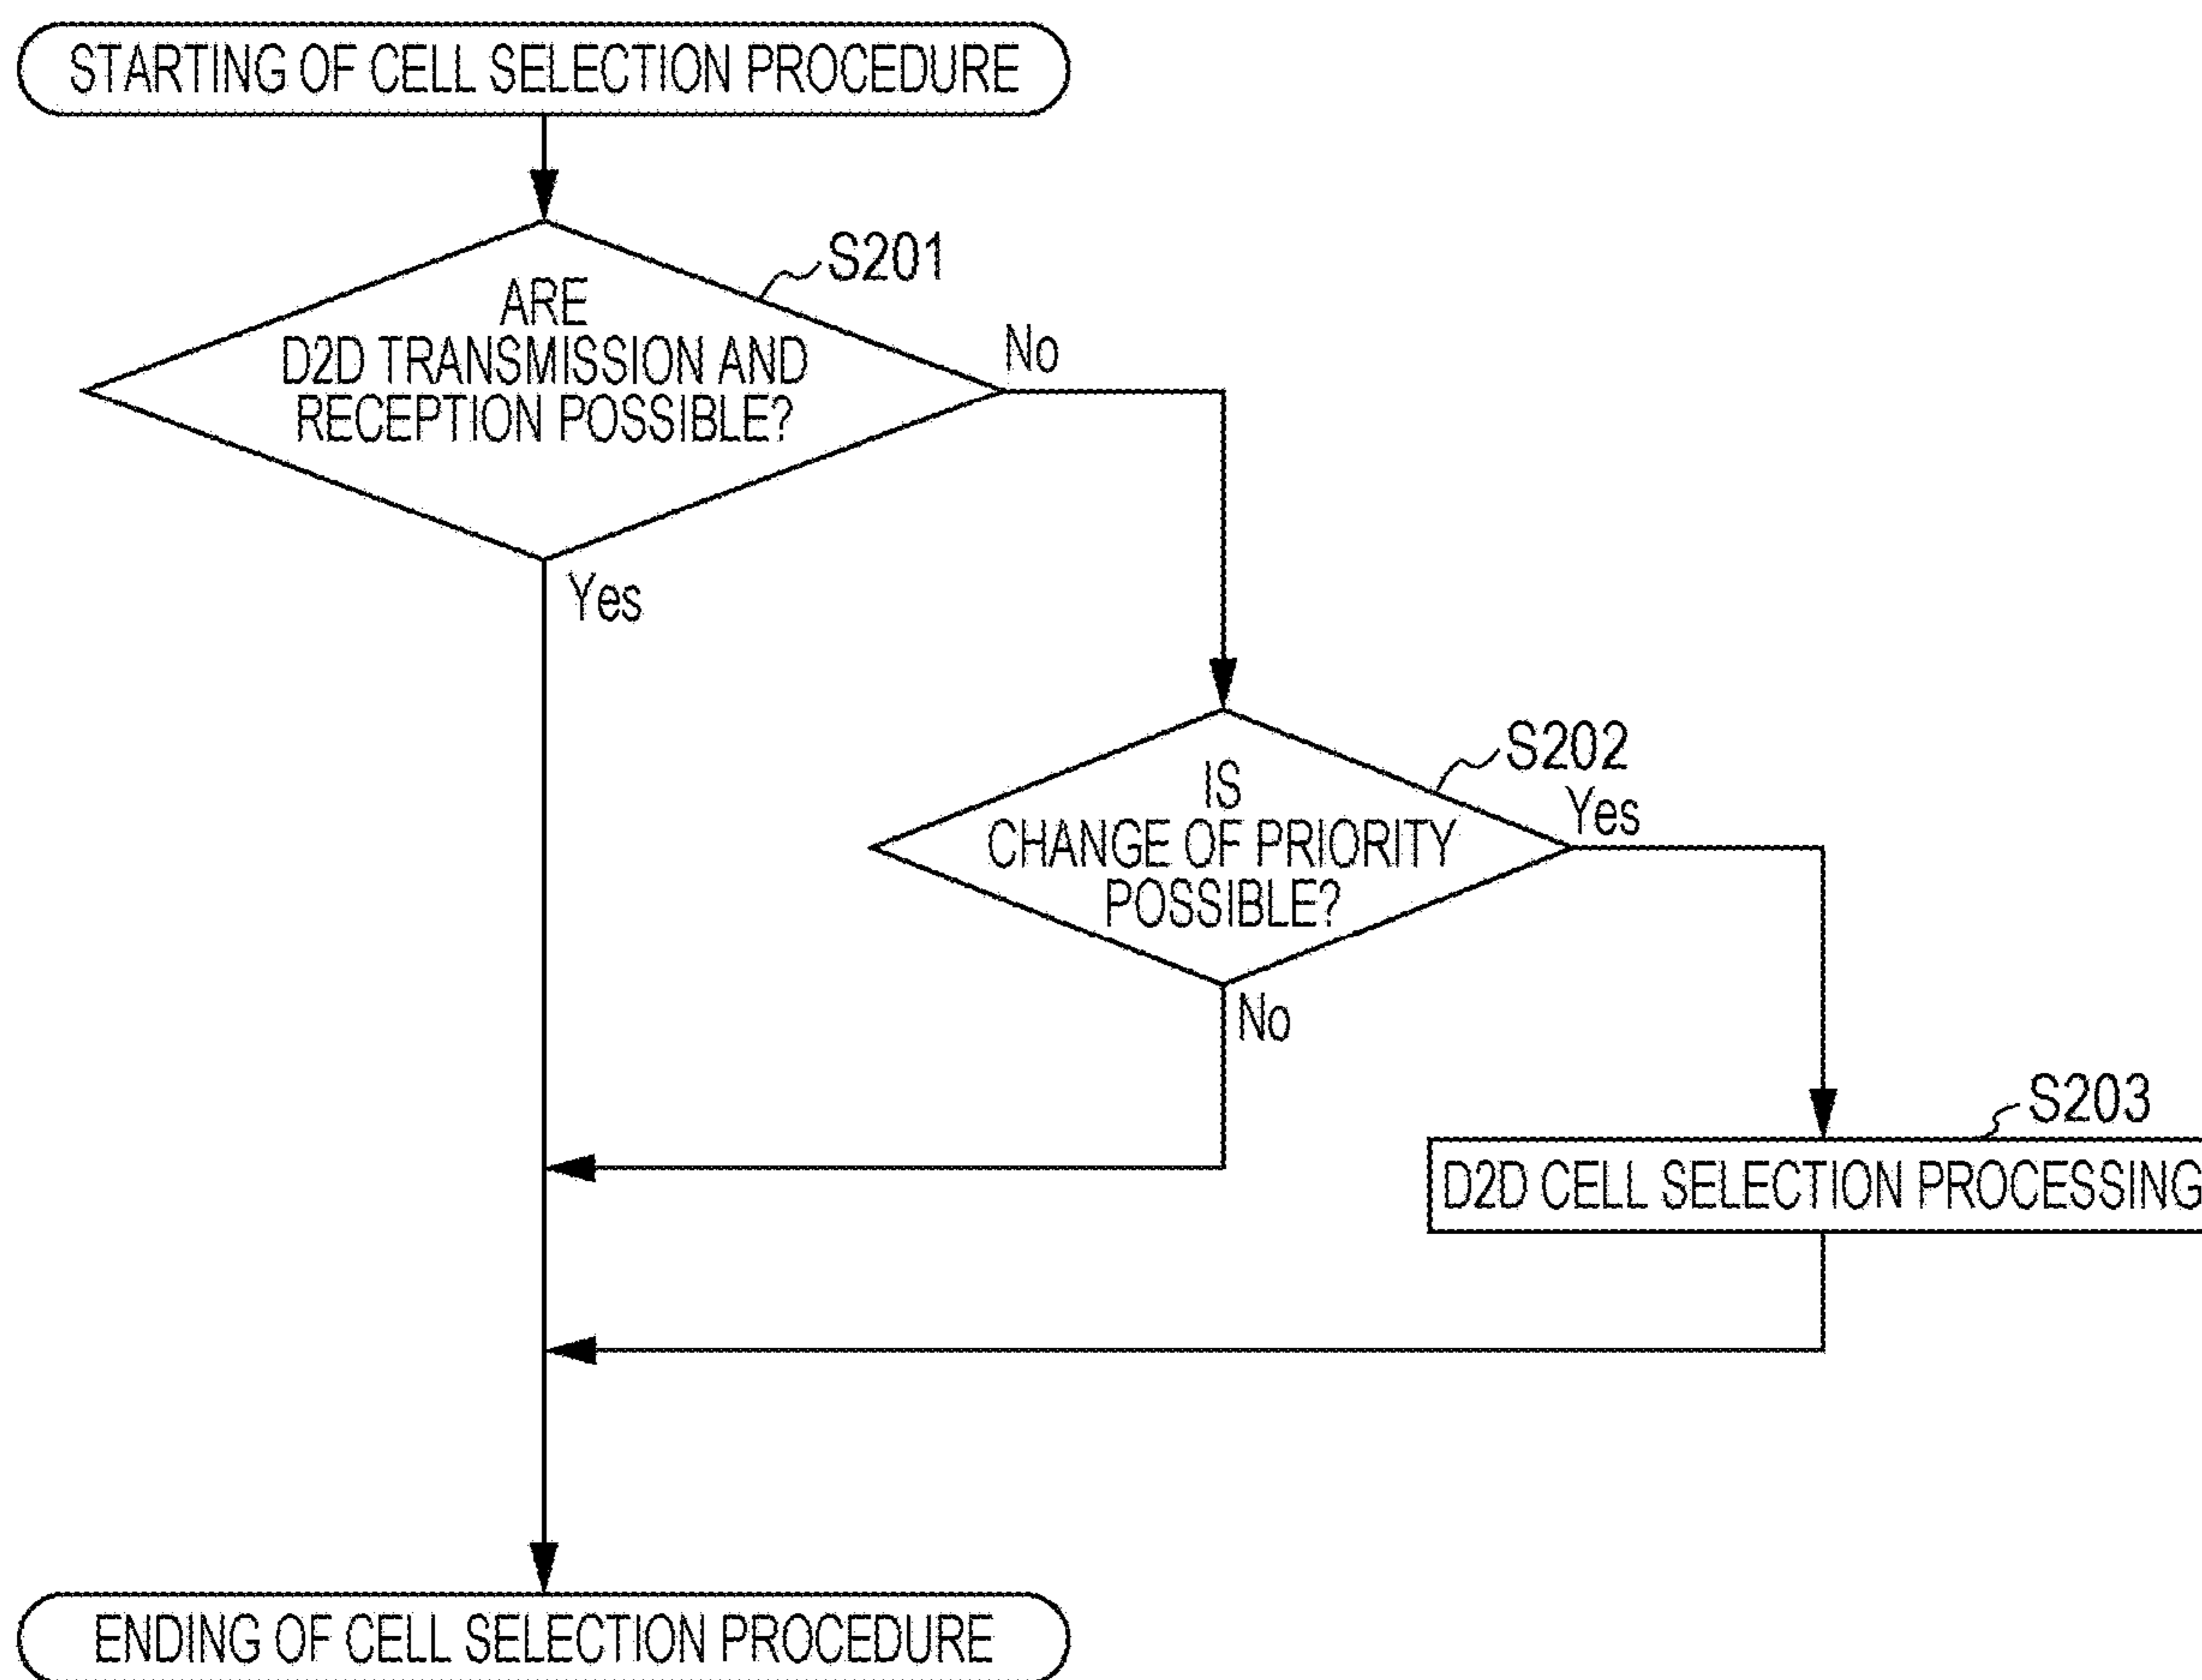 STARTING OF CELL SELECTION PROCEDURE
S201
ARE
D2D TRANSMISSION AND
RECEPTION POSSIBLE?
No
Yes
S202
IS
CHANGE OF PRIORITY
POSSIBLE?
Yes
No
S203
D2D CELL SELECTION PROCESSING
ENDING OF CELL SELECTION PROCEDURE